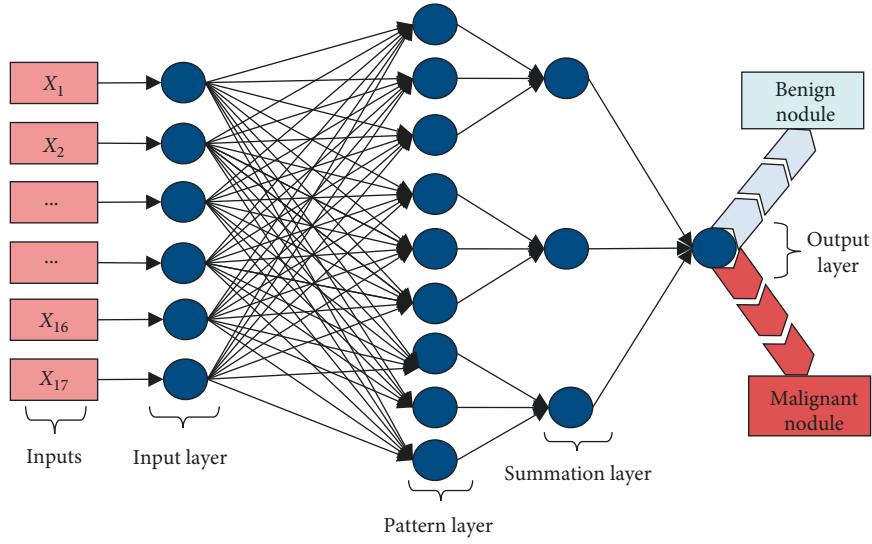 X1
X2
...
...
X16
X17
Inputs
Input layer
Pattern layer
Summation layer
Benign
nodule
Output
layer
Malignant
nodule